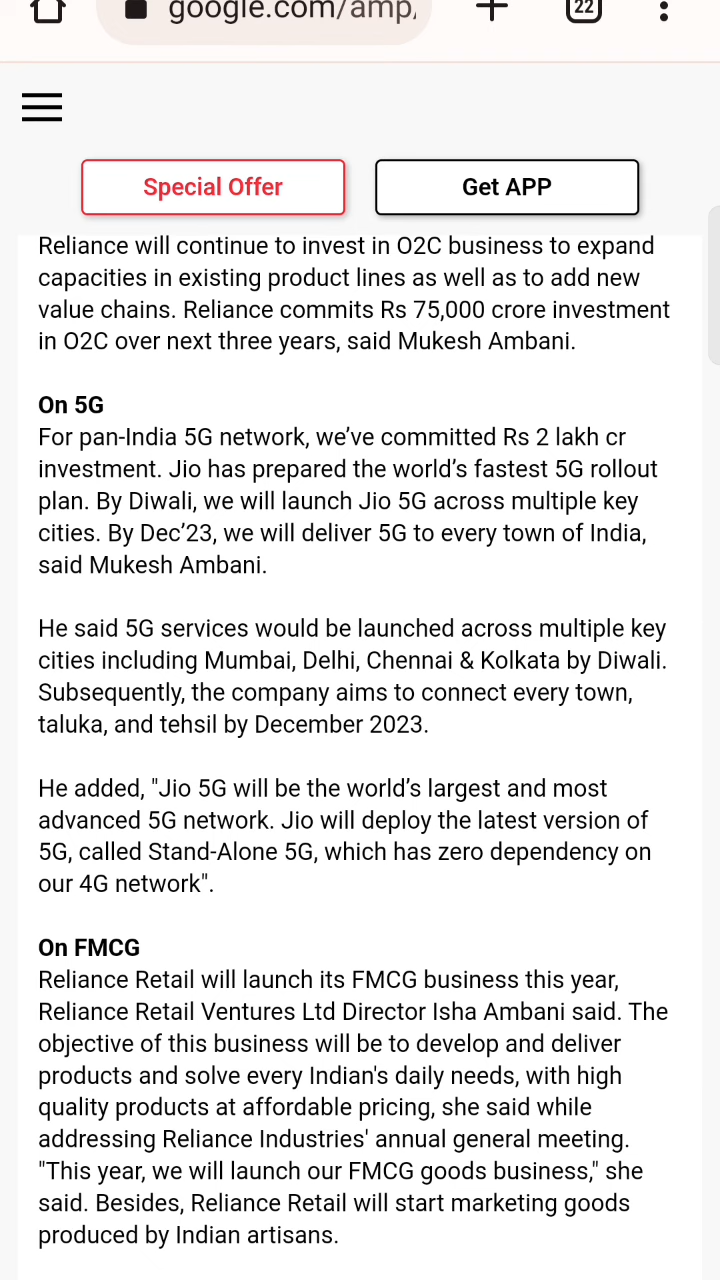 google.com/amp
22
Special Offer
Get APP
Reliance will continue to invest in O2C business to expand
capacities in existing product lines as well as to add new
value chains. Reliance commits Rs 75,000 crore investment
in O2C over next three years, said Mukesh Ambani.
On 5G
For pan-India 5G network, we’ve committed Rs 2 lakh cr
investment. Jio has prepared the world’s fastest 5G rollout
plan. By Diwali, we will launch Jio 5G across multiple key
cities. By Dec’23, we will deliver 5G to every town of India,
said Mukesh Ambani.
He said 5G services would be launched across multiple key
cities including Mumbai, Delhi, Chennai & Kolkata by Diwali.
Subsequently, the company aims to connect every town,
taluka, and tehsil by December 2023.
He added, "Jio 5G will be the world’s largest and most
advanced 5G network. Jio will deploy the latest version of
5G, called Stand-Alone 5G, which has zero dependency on
our 4G network".
On FMCG
Reliance Retail will launch its FMCG business this year,
Reliance Retail Ventures Ltd Director Isha Ambani said. The
objective of this business will be to develop and deliver
products and solve every Indian's daily needs, with high
quality products at affordable pricing, she said while
addressing Reliance Industries' annual general meeting.
"This year, we will launch our FMCG goods business," she
said. Besides, Reliance Retail will start marketing goods
produced by Indian artisans.